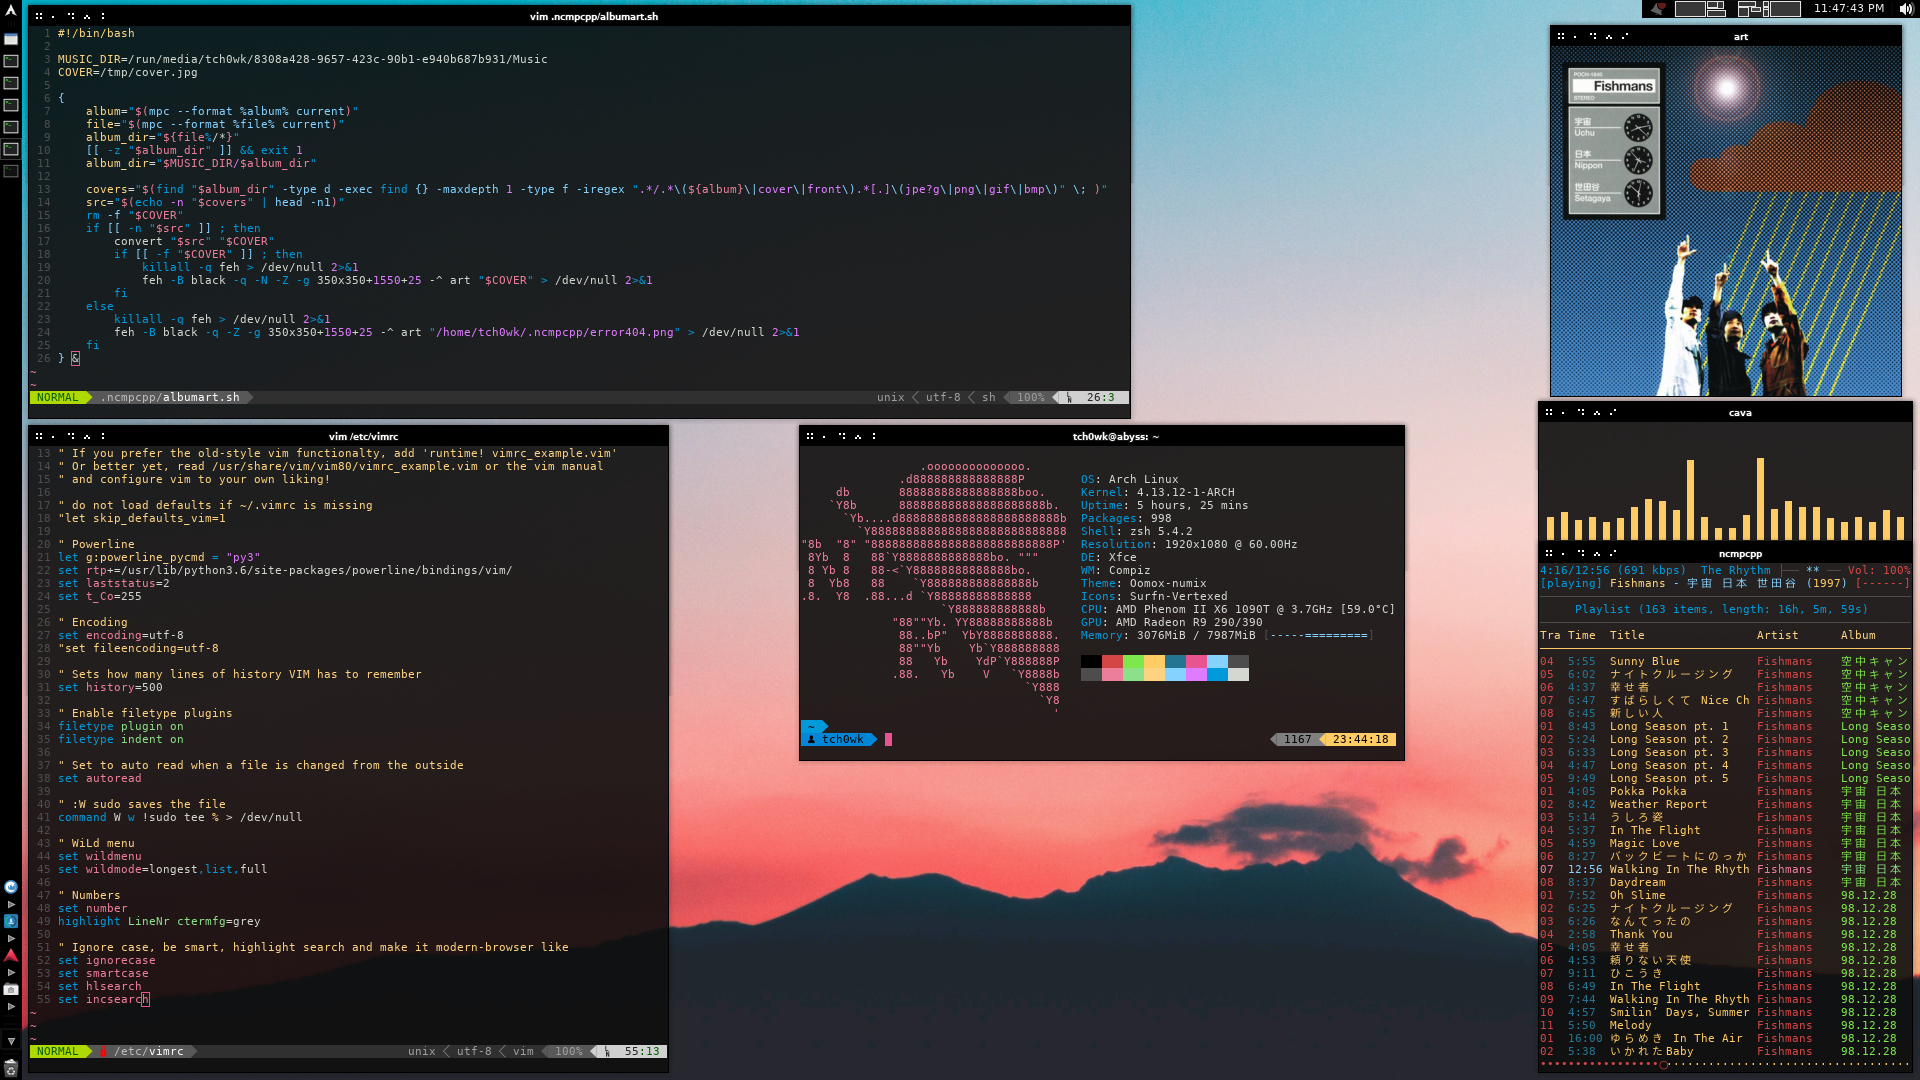 vim .ncmpcpp/albumart.sh
1 #!/bin/bash
2
3 MUSIC_DIR=/run/media/tch0wk/8308a428-9657-423c-90b1-e940b687b931/Music
4 COVER=/tmp/cover.jpg
5
6 {
7     album="$(mpc --format %album% current)"
8     file="$(mpc --format %file% current)"
9     album_dir="${file%/*}"
10     [[ -z "$album_dir" ]] && exit 1
11     album_dir="$MUSIC_DIR/$album_dir"
12
13     covers="$(find "$album_dir" -type d -exec find {} -maxdepth 1 -type f -iregex ".*/.*\(${album}\|cover\|front\).*[.]\(jpe?g\|png\|gif\|bmp\)" \; )"
14     src="$(echo -n "$covers" | head -n1)"
15     rm -f "$COVER"
16     if [[ -n "$src" ]] ; then
17         convert "$src" "$COVER"
18         if [[ -f "$COVER" ]] ; then
19             killall -q feh > /dev/null 2>&1
20             feh -B black -q -N -Z -g 350x350+1550+25 -^ art "$COVER" > /dev/null 2>&1
21         fi
22     else
23         killall -q feh > /dev/null 2>&1
24         feh -B black -q -Z -g 350x350+1550+25 -^ art "/home/tch0wk/.ncmpcpp/error404.png" > /dev/null 2>&1
25     fi
26 } &
~
~
NORMAL .ncmpcpp/albumart.sh unix utf-8 sh 100% 26:3
vim /etc/vimrc
13 " If you prefer the old-style vim functionalty, add 'runtime! vimrc_example.vim'
14 " Or better yet, read /usr/share/vim/vim80/vimrc_example.vim or the vim manual
15 " and configure vim to your own liking!
16
17 " do not load defaults if ~/.vimrc is missing
18 "let skip_defaults_vim=1
19
20 " Powerline
21 let g:powerline_pycmd = "py3"
22 set rtp+=/usr/lib/python3.6/site-packages/powerline/bindings/vim/
23 set laststatus=2
24 set t_Co=255
25
26 " Encoding
27 set encoding=utf-8
28 "set fileencoding=utf-8
29
30 " Sets how many lines of history VIM has to remember
31 set history=500
32
33 " Enable filetype plugins
34 filetype plugin on
35 filetype indent on
36
37 " Set to auto read when a file is changed from the outside
38 set autoread
39
40 " :W sudo saves the file
41 command W w !sudo tee % > /dev/null
42
43 " WiLd menu
44 set wildmenu
45 set wildmode=longest,list,full
46
47 " Numbers
48 set number
49 highlight LineNr ctermfg=grey
50
51 " Ignore case, be smart, highlight search and make it modern-browser like
52 set ignorecase
53 set smartcase
54 set hlsearch
55 set incsearch
~
~
~
NORMAL /etc/vimrc unix utf-8 vim 100% 55:13
tch0wk@abyss: ~
OS: Arch Linux
Kernel: 4.13.12-1-ARCH
Uptime: 5 hours, 25 mins
Packages: 998
Shell: zsh 5.4.2
Resolution: 1920x1080 @ 60.00Hz
DE: Xfce
WM: Compiz
Theme: Oomox-numix
Icons: Surfn-Vertexed
CPU: AMD Phenom II X6 1090T @ 3.7GHz [59.0°C]
GPU: AMD Radeon R9 290/390
Memory: 3076MiB / 7987MiB [-----=========]
~
tch0wk 1167 23:44:18
11:47:43 PM
art
POCH-1645
Fishmans
STEREO
宇宙
Uchu
日本
Nippon
世田谷
Setagaya
cava
ncmpcpp
4:16/12:56 (691 kbps) The Rhythm ├── ** ── Vol: 100%
[playing] Fishmans - 宇宙 日本 世田谷 (1997) [------]
Playlist (163 items, length: 16h, 5m, 59s)
Tra Time Title Artist Album
04 5:55 Sunny Blue Fishmans 空中キャン
05 6:02 ナイトクルージング Fishmans 空中キャン
06 4:37 幸せ者 Fishmans 空中キャン
07 6:47 すばらしくて Nice Ch Fishmans 空中キャン
08 6:45 新しい人 Fishmans 空中キャン
01 8:43 Long Season pt. 1 Fishmans Long Seaso
02 5:24 Long Season pt. 2 Fishmans Long Seaso
03 6:33 Long Season pt. 3 Fishmans Long Seaso
04 4:47 Long Season pt. 4 Fishmans Long Seaso
05 9:49 Long Season pt. 5 Fishmans Long Seaso
01 4:05 Pokka Pokka Fishmans 宇宙 日本
02 8:42 Weather Report Fishmans 宇宙 日本
03 5:14 うしろ姿 Fishmans 宇宙 日本
04 5:37 In The Flight Fishmans 宇宙 日本
05 4:59 Magic Love Fishmans 宇宙 日本
06 8:27 バックビートにのっか Fishmans 宇宙 日本
07 12:56 Walking In The Rhyth Fishmans 宇宙 日本
08 8:37 Daydream Fishmans 宇宙 日本
01 7:52 Oh Slime Fishmans 98.12.28
02 6:25 ナイトクルージング Fishmans 98.12.28
03 6:26 なんてったの Fishmans 98.12.28
04 2:58 Thank You Fishmans 98.12.28
05 4:05 幸せ者 Fishmans 98.12.28
06 4:53 頼りない天使 Fishmans 98.12.28
07 9:11 ひこうき Fishmans 98.12.28
08 6:49 In The Flight Fishmans 98.12.28
09 7:44 Walking In The Rhyth Fishmans 98.12.28
10 4:57 Smilin’ Days, Summer Fishmans 98.12.28
11 5:50 Melody Fishmans 98.12.28
01 16:00 ゆらめき In The Air Fishmans 98.12.28
02 5:38 いかれたBaby Fishmans 98.12.28